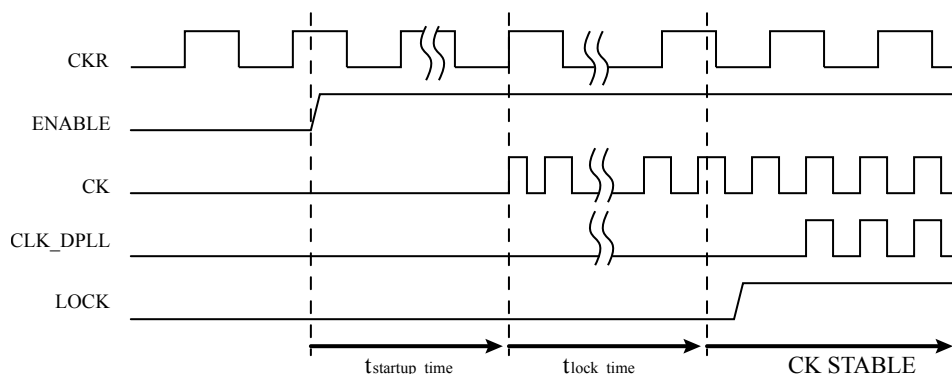 CKR
ENABLE
CK
CLK_DPLL
LOCK
tstartup_time tlock_time CK STABLE